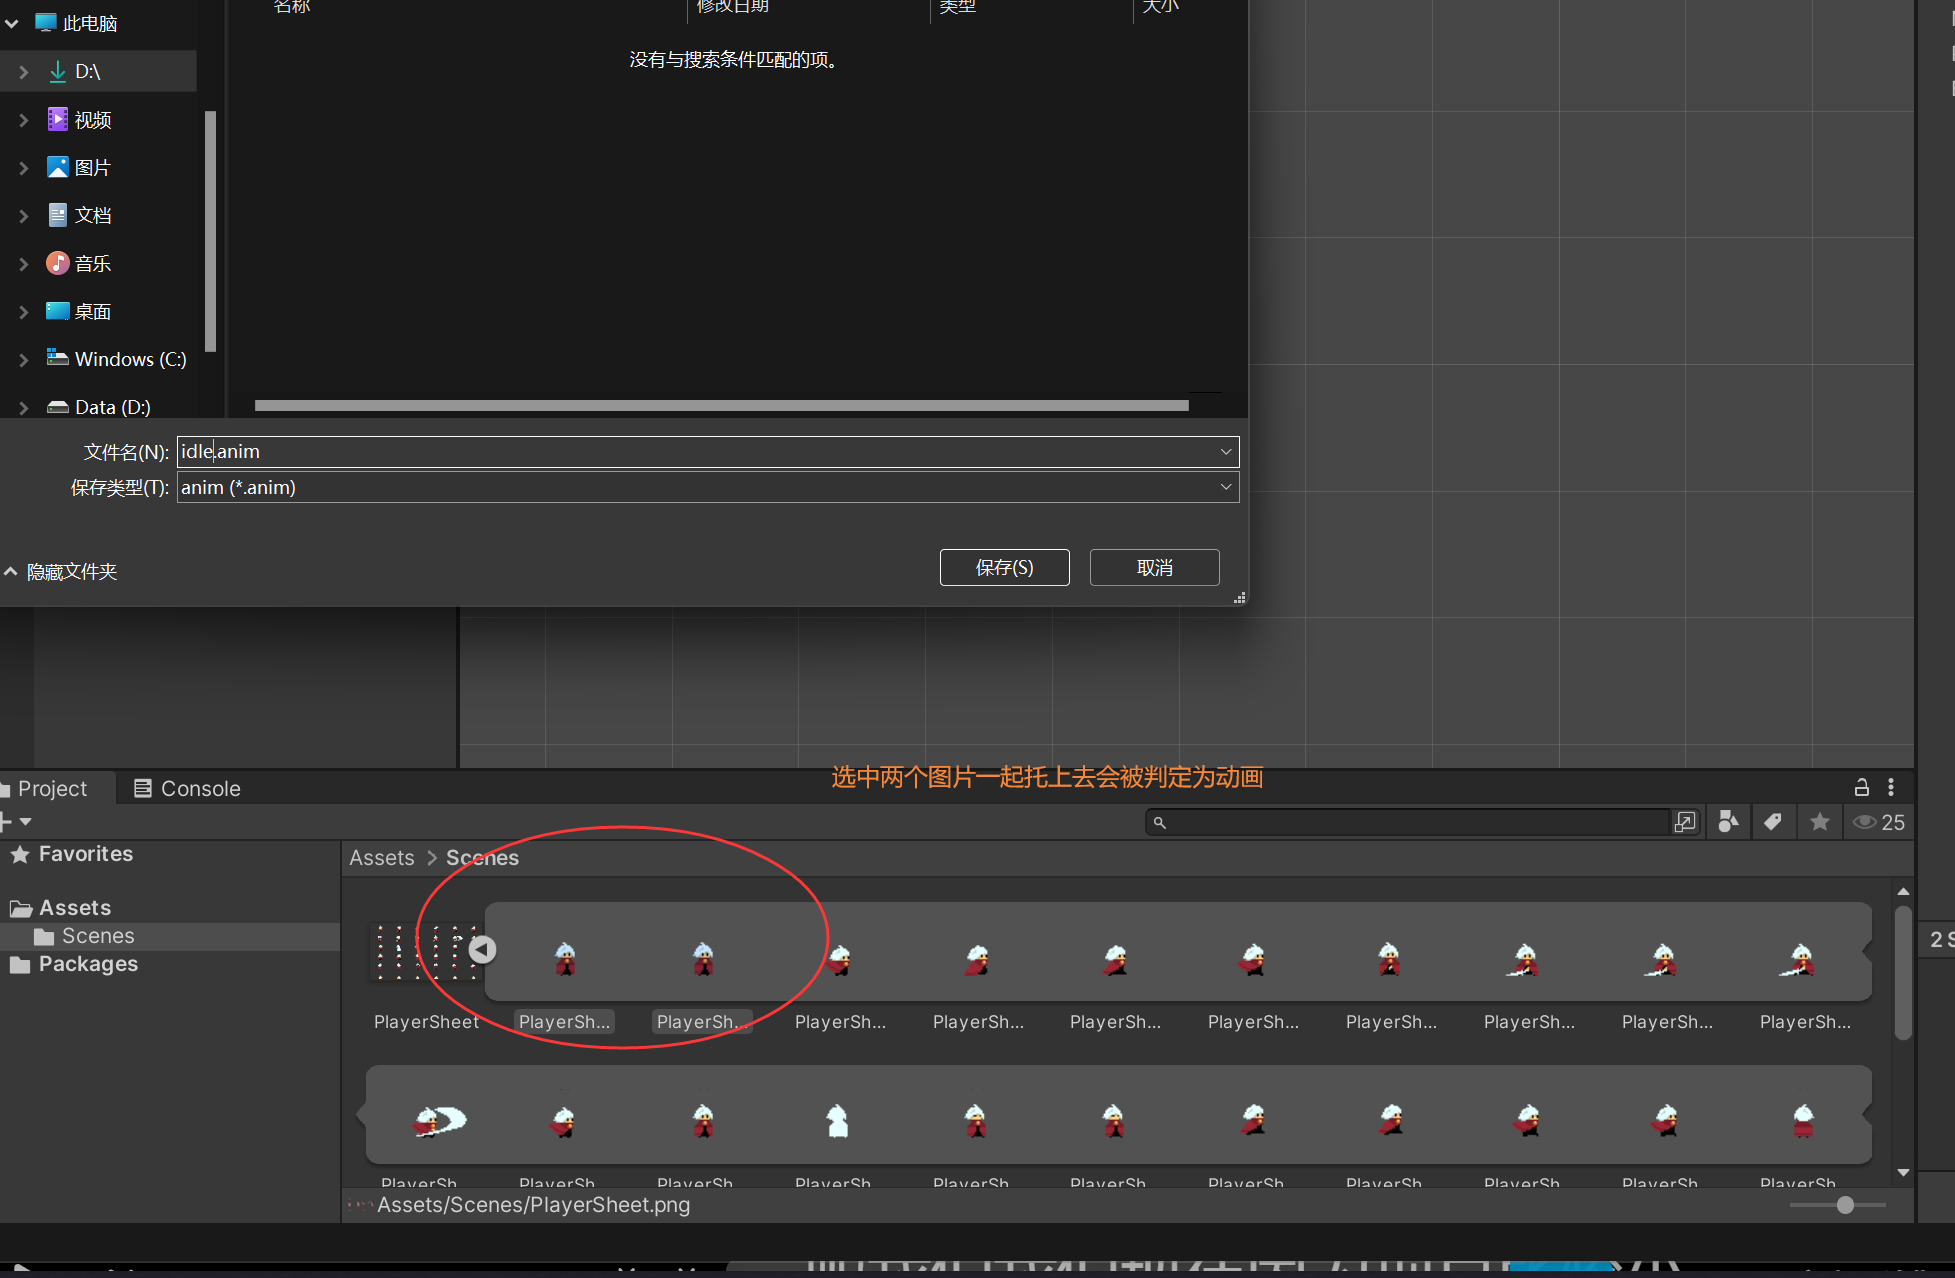 名称 修改日期 类型 大小
没有与搜索条件匹配的项。
此电脑
D:\
视频
图片
文档
音乐
桌面
Windows (C:)
Data (D:)
文件名(N): idle.anim
保存类型(T): anim (*.anim)
隐藏文件夹
保存(S) 取消
选中两个图片一起托上去会被判定为动画
Project Console
25
Favorites
Assets
Scenes
Packages
Assets > Scenes
PlayerSheet PlayerSh... PlayerSh... PlayerSh... PlayerSh... PlayerSh... PlayerSh... PlayerSh... PlayerSh... PlayerSh... PlayerSh...
PlayerSh PlayerSh PlayerSh PlayerSh PlayerSh PlayerSh PlayerSh PlayerSh PlayerSh PlayerSh PlayerSh
Assets/Scenes/PlayerSheet.png
2 S